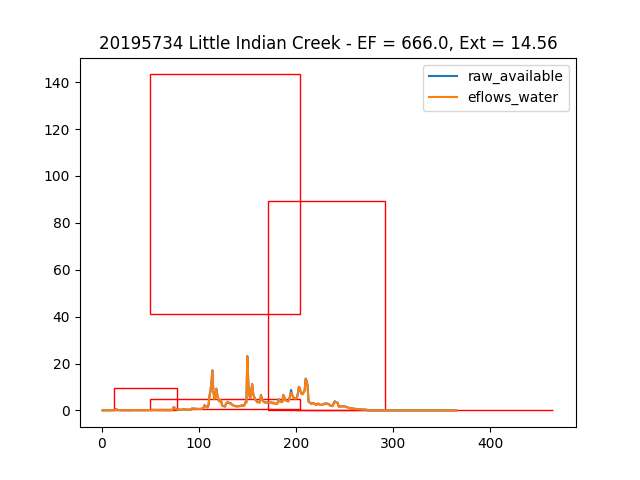 20195734 Little Indian Creek - EF = 666.0, Ext = 14.56
raw_available
eflows_water
140
120
100
80
60
40
20
0
0 100 200 300 400